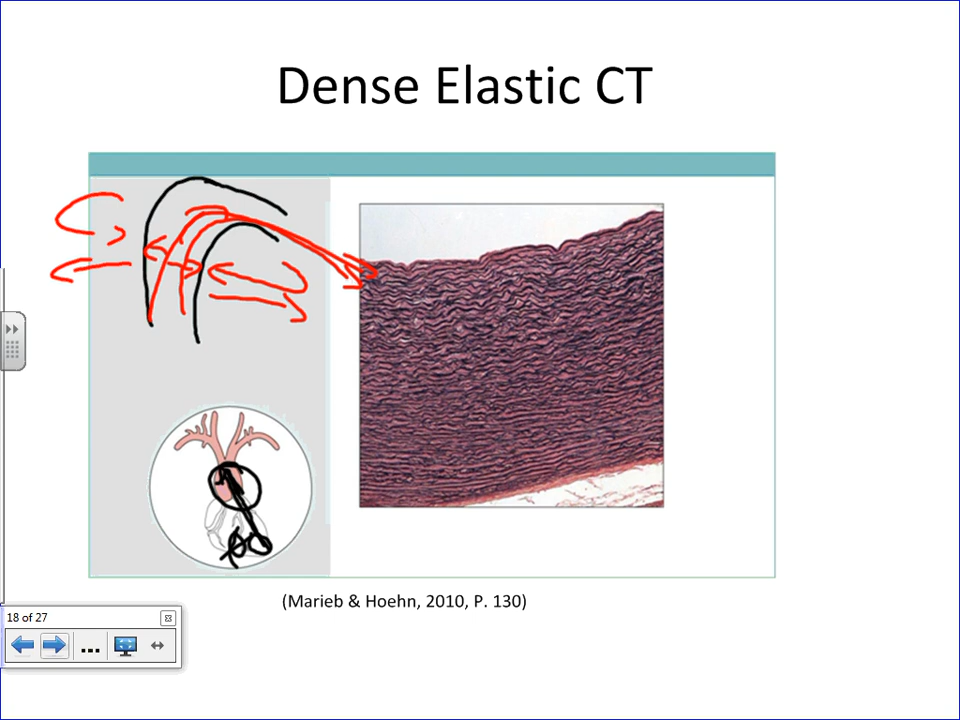 Dense Elastic CT
(Marieb & Hoehn, 2010, P. 130)
18 of 27
...